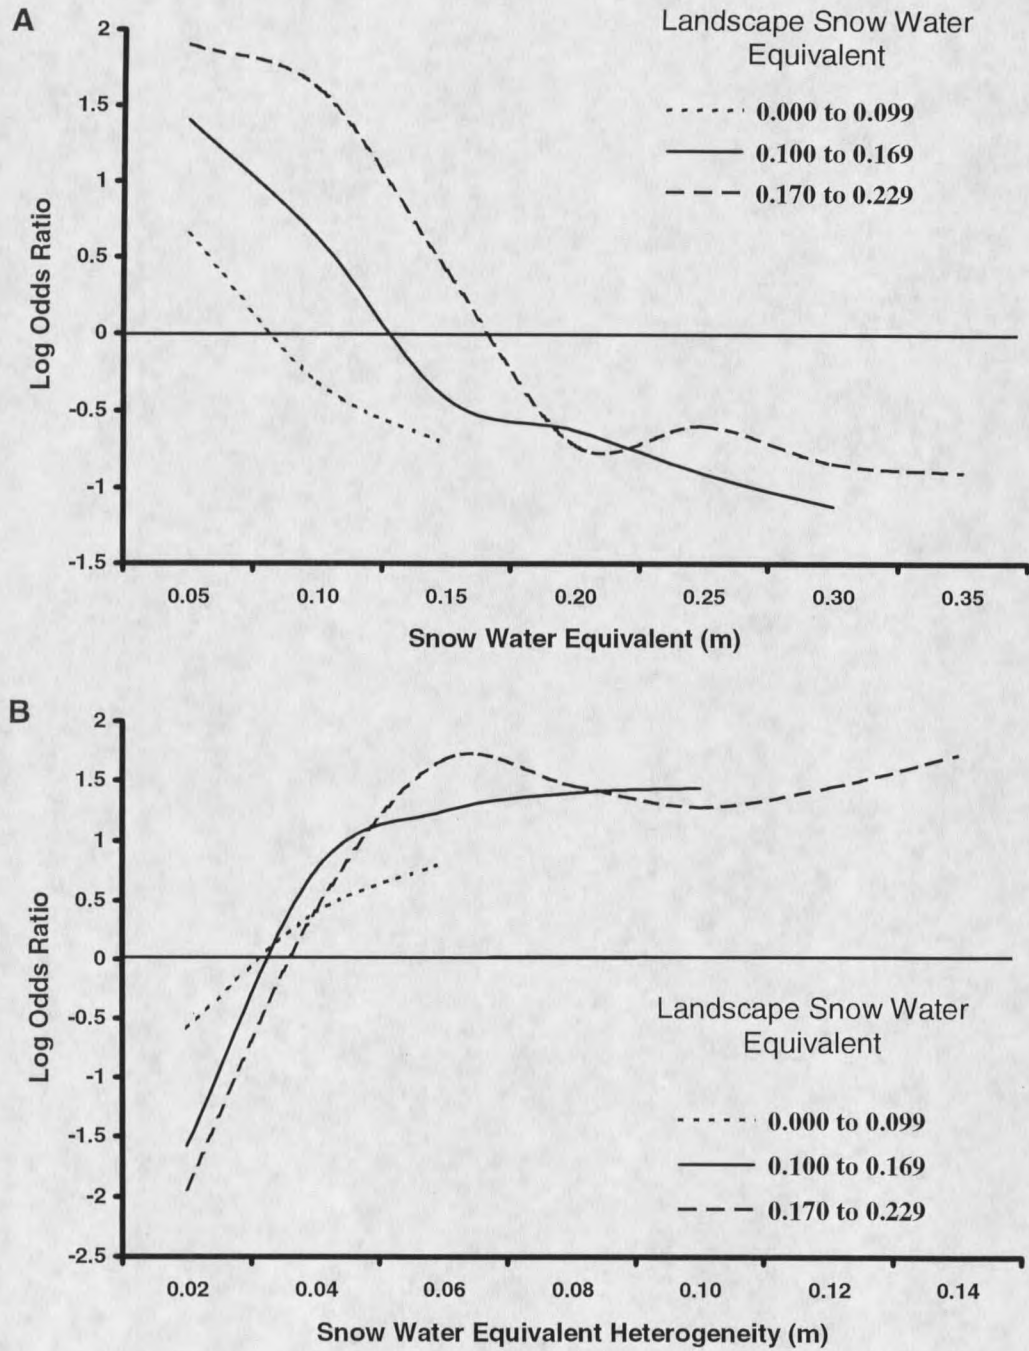 A
Landscape Snow Water
Equivalent
0.000 to 0.099
0.100 to 0.169
0.170 to 0.229
2
1.5
1
0.5
0
-0.5
-1
-1.5
Log Odds Ratio
0.05 0.10 0.15 0.20 0.25 0.30 0.35
Snow Water Equivalent (m)
B
2
1.5
1
0.5
0
-0.5
-1
-1.5
-2
-2.5
Log Odds Ratio
Landscape Snow Water
Equivalent
0.000 to 0.099
0.100 to 0.169
0.170 to 0.229
0.02 0.04 0.06 0.08 0.10 0.12 0.14
Snow Water Equivalent Heterogeneity (m)